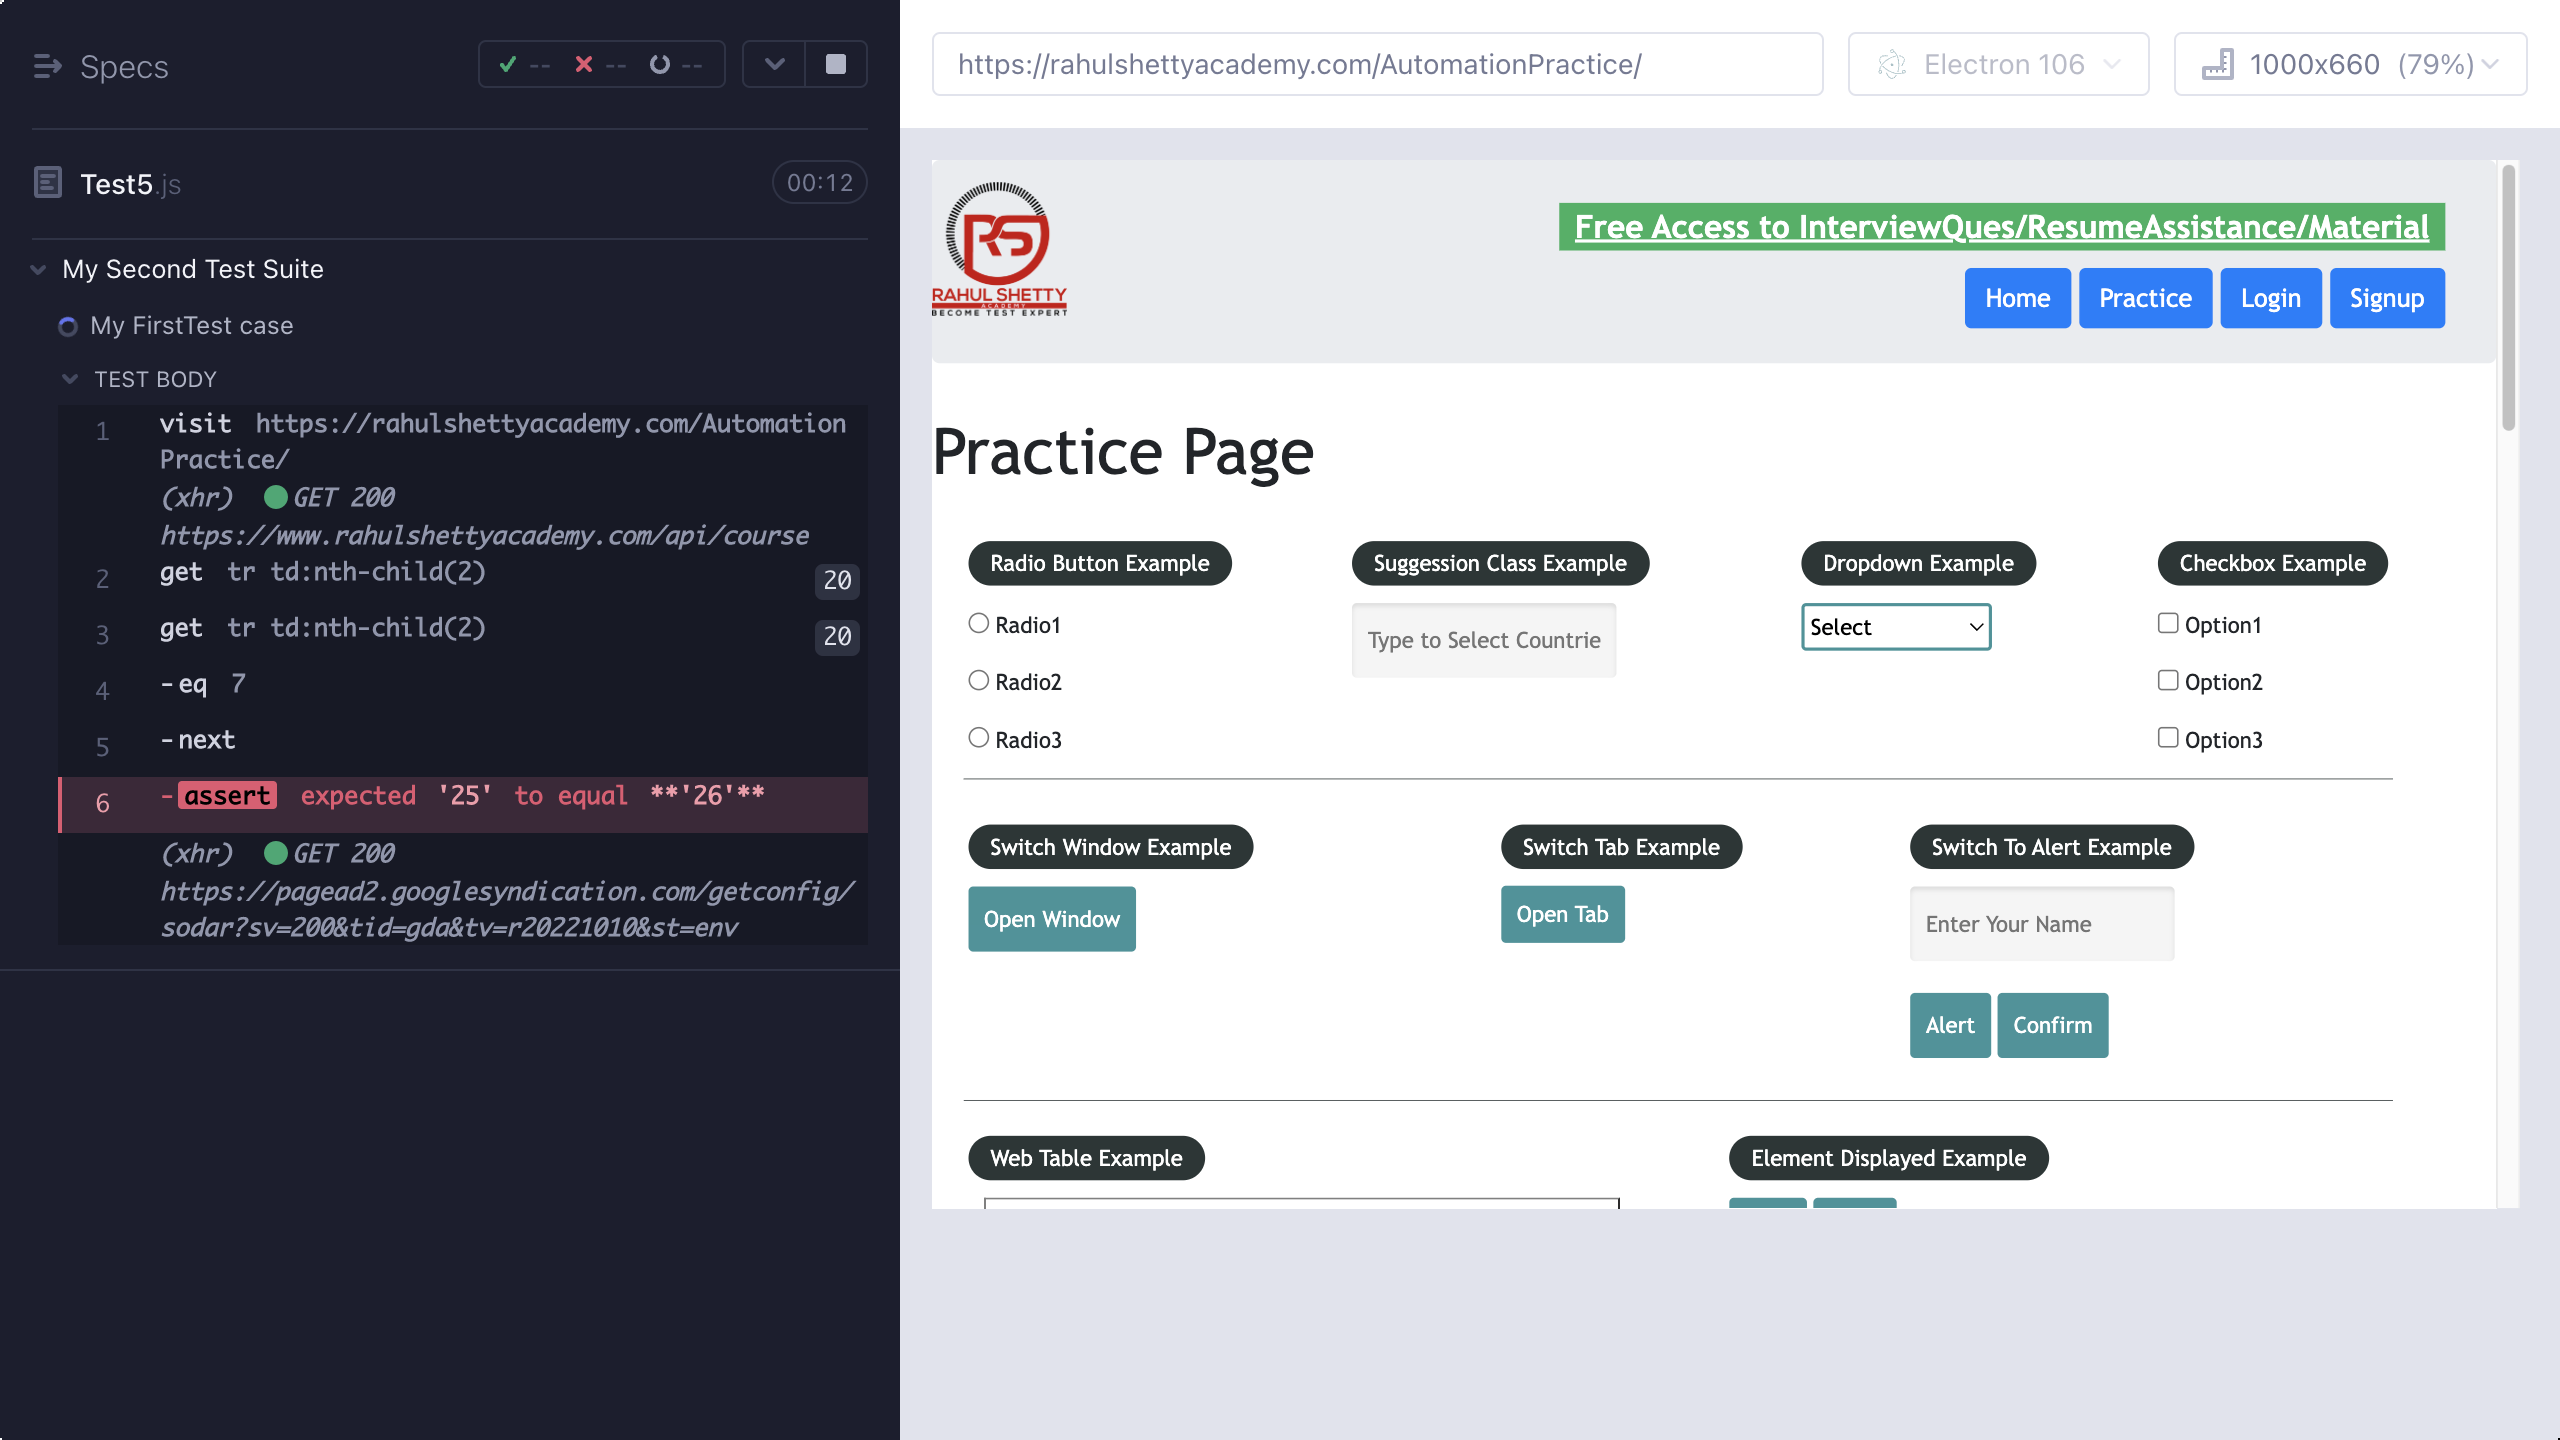 Specs
-- -- --
Test5.js
00:12
My Second Test Suite
My FirstTest case
TEST BODY
1 visit https://rahulshettyacademy.com/Automation
Practice/
(xhr) GET 200
https://www.rahulshettyacademy.com/api/course
2 get tr td:nth-child(2) 20
3 get tr td:nth-child(2) 20
4 -eq 7
5 -next
6 -assert expected '25' to equal **'26'**
(xhr) GET 200
https://pagead2.googlesyndication.com/getconfig/
sodar?sv=200&tid=gda&tv=r20221010&st=env
https://rahulshettyacademy.com/AutomationPractice/
Electron 106
1000x660 (79%)
RS
RAHUL SHETTY
ACADEMY
BECOME TEST EXPERT
Free Access to InterviewQues/ResumeAssistance/Material
Home Practice Login Signup
Practice Page
Radio Button Example
Radio1
Radio2
Radio3
Suggession Class Example
Type to Select Countrie
Dropdown Example
Select
Checkbox Example
Option1
Option2
Option3
Switch Window Example
Open Window
Switch Tab Example
Open Tab
Switch To Alert Example
Enter Your Name
Alert Confirm
Web Table Example
Element Displayed Example